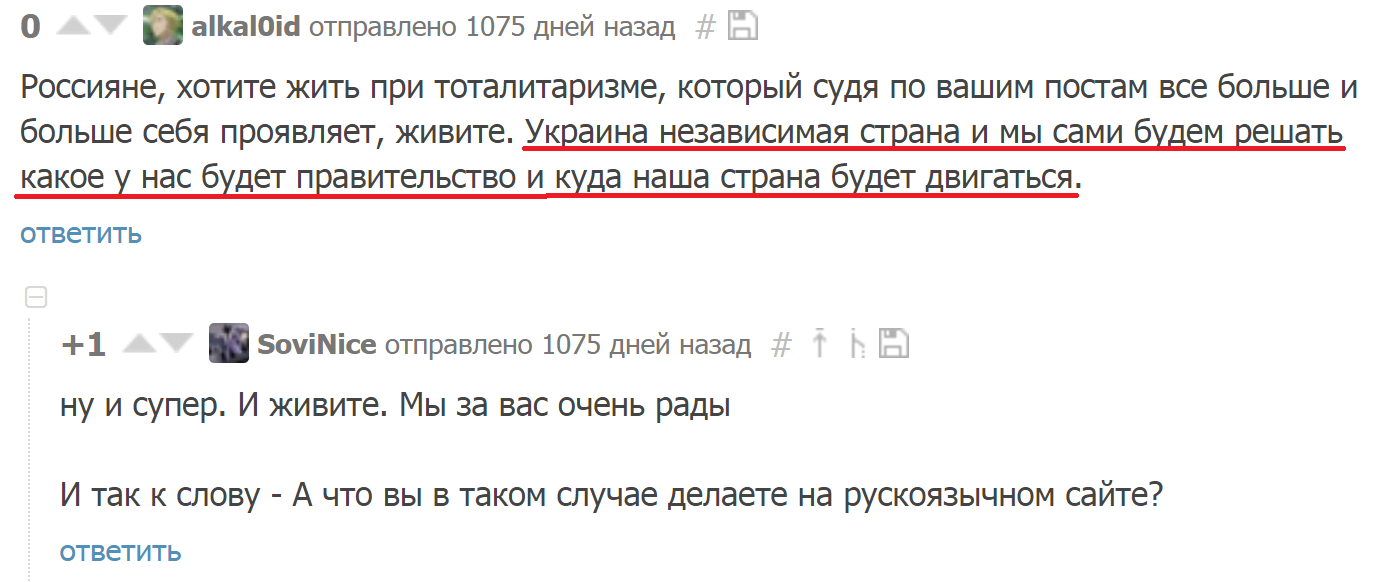 0 alkal0id отправлено 1075 дней назад #
Россияне, хотите жить при тоталитаризме, который судя по вашим постам все больше и
больше себя проявляет, живите. Украина независимая страна и мы сами будем решать
какое у нас будет правительство и куда наша страна будет двигаться.
ответить
+1 SoviNice отправлено 1075 дней назад #
ну и супер. И живите. Мы за вас очень рады
И так к слову - А что вы в таком случае делаете на рускоязычном сайте?
ответить